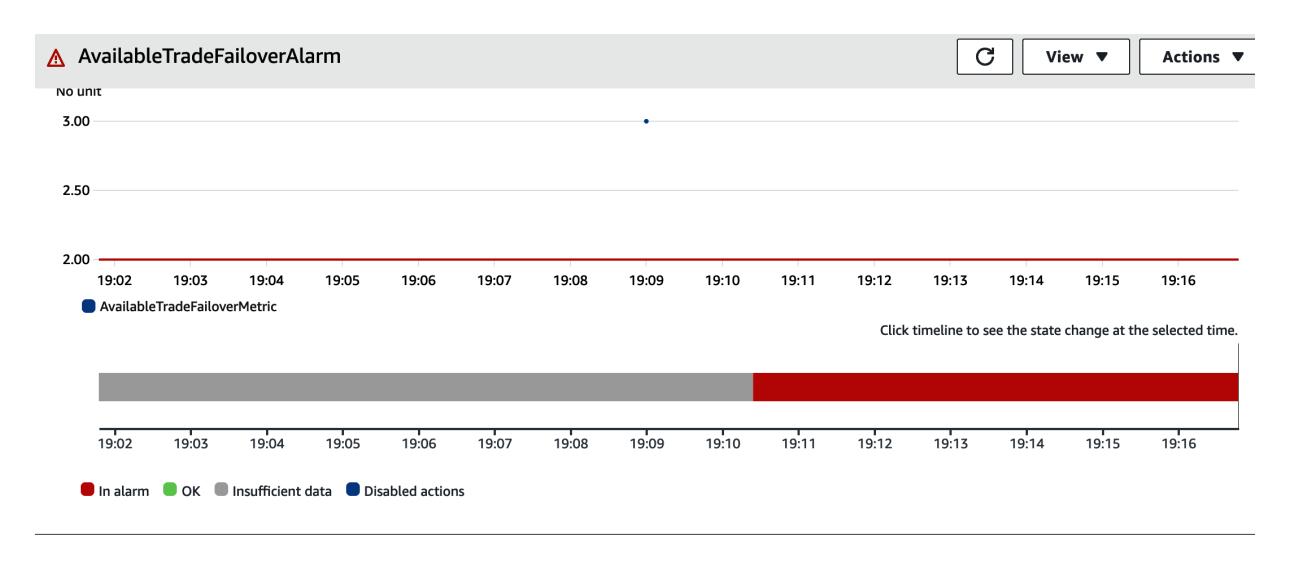 AvailableTradeFailoverAlarm
View
Actions
No unit
3.00
2.50
2.00
19:02 19:03 19:04 19:05 19:06 19:07 19:08 19:09 19:10 19:11 19:12 19:13 19:14 19:15 19:16
AvailableTradeFailoverMetric
Click timeline to see the state change at the selected time.
19:02 19:03 19:04 19:05 19:06 19:07 19:08 19:09 19:10 19:11 19:12 19:13 19:14 19:15 19:16
In alarm OK Insufficient data Disabled actions